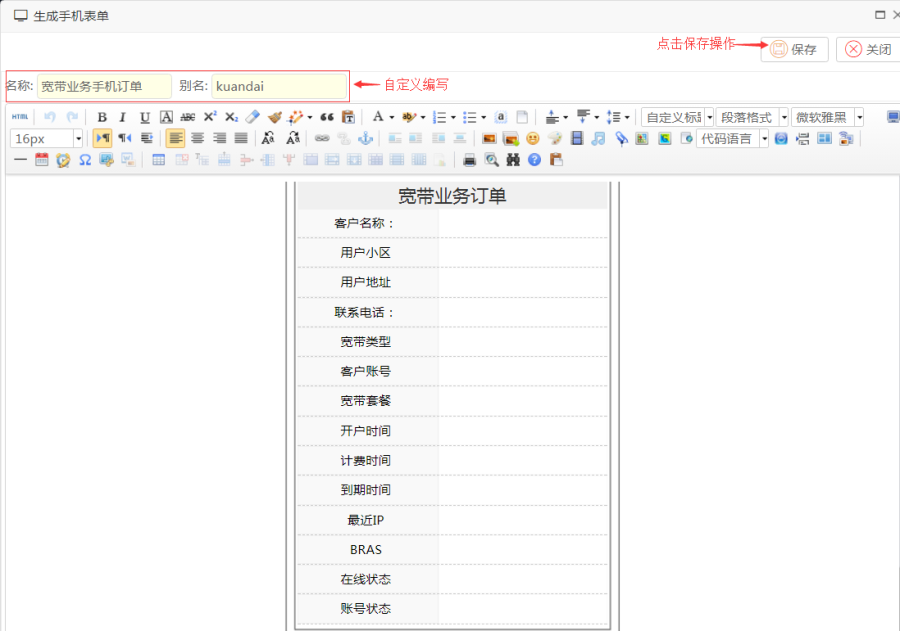 生成手机表单
点击保存操作
保存
关闭
名称: 宽带业务手机订单 别名: kuandai
自定义编写
HTML B I U A ABC X² X₂ A a 自定义标题 段落格式 微软雅黑
16px 代码语言
宽带业务订单
客户名称：
用户小区
用户地址
联系电话：
宽带类型
客户账号
宽带套餐
开户时间
计费时间
到期时间
最近IP
BRAS
在线状态
账号状态